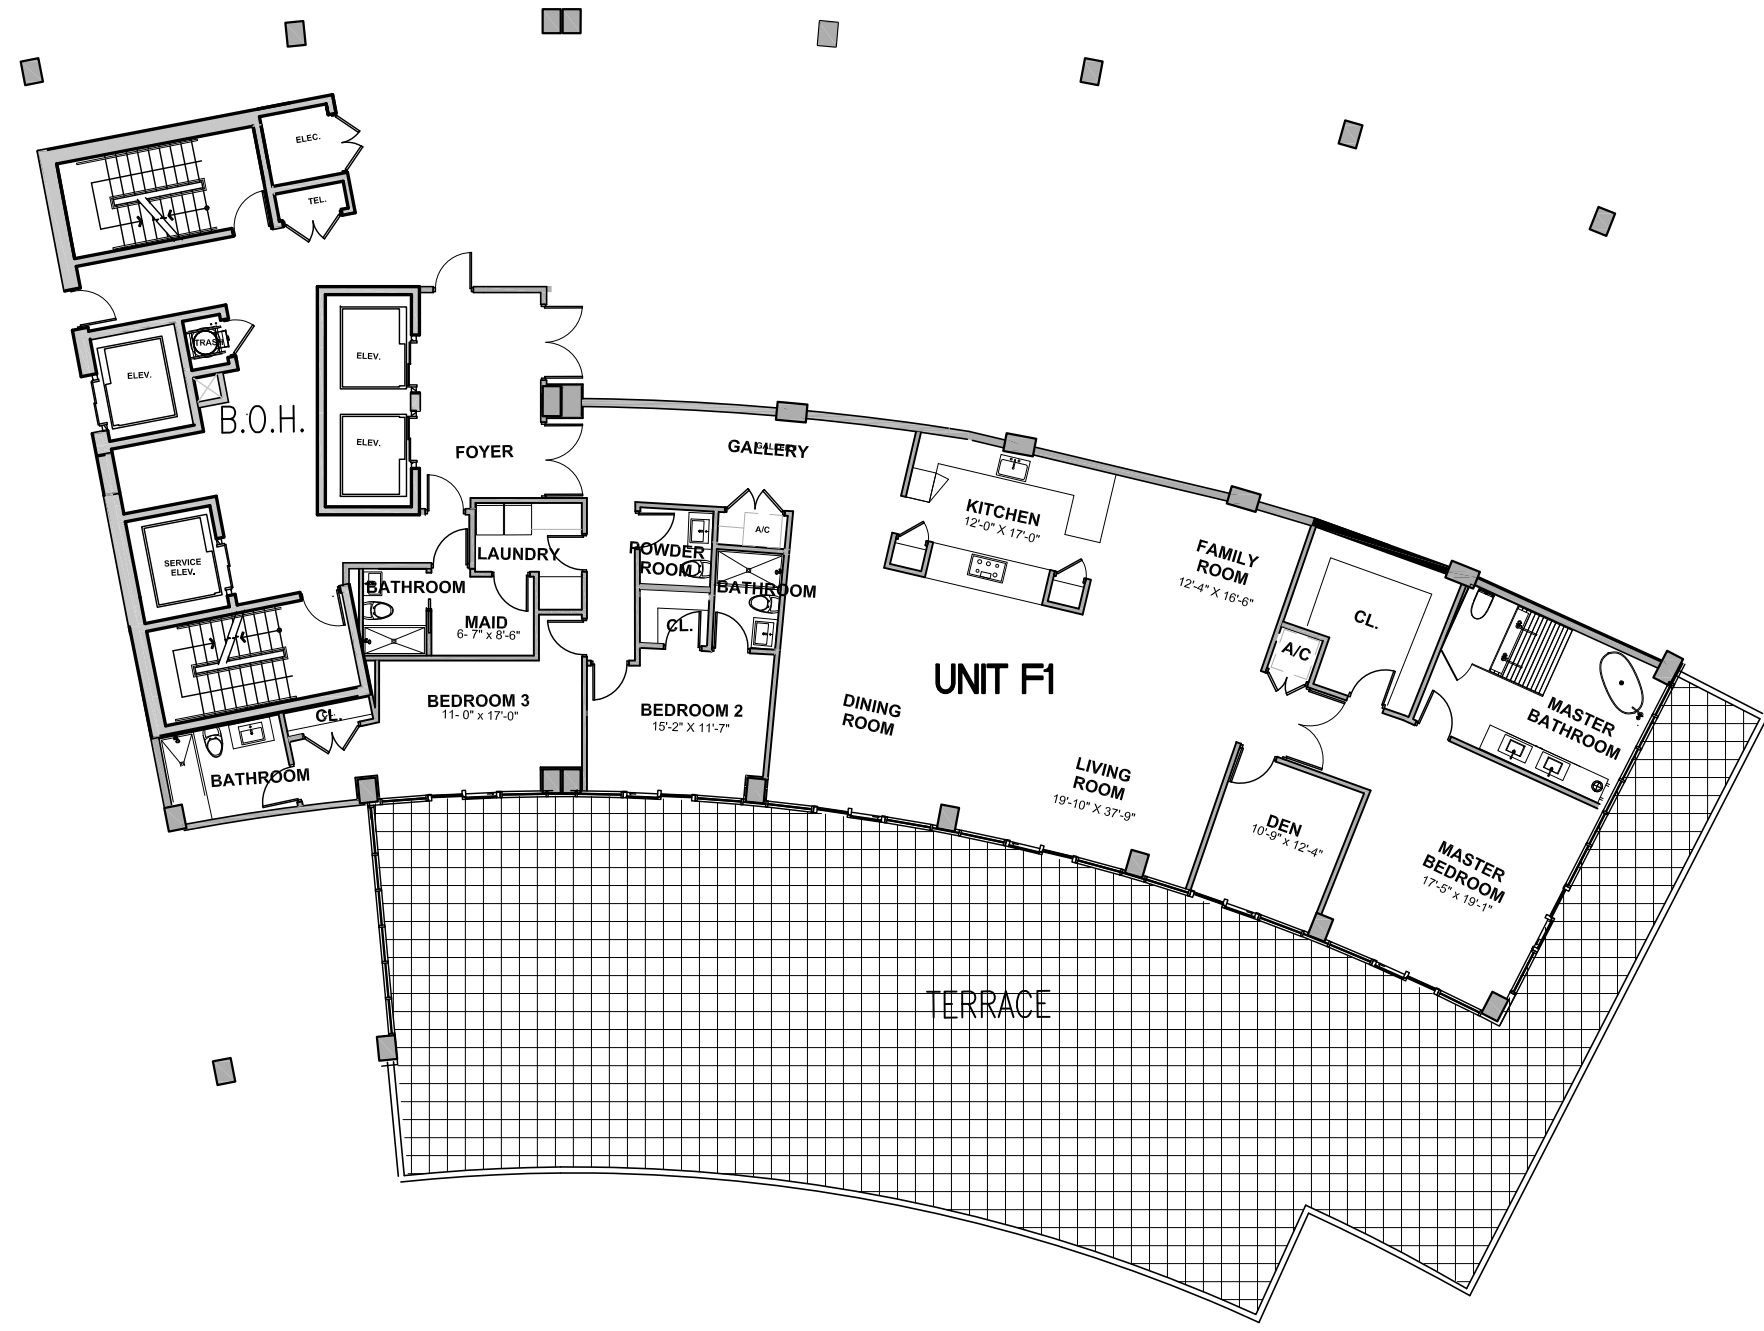 ELEC.
TEL.
TRASH
ELEV.
ELEV.
ELEV.
B.O.H.
FOYER
GALLERY
GALLERY
KITCHEN
12'-0" X 17'-0"
A/C
LAUNDRY
POWDER
ROOM
FAMILY
ROOM
12'-4" X 16'-6"
SERVICE
ELEV.
BATHROOM
BATHROOM
MAID
6- 7" x 8'-6"
CL.
CL.
A/C
UNIT F1
BEDROOM 3
11- 0" x 17'-0"
BEDROOM 2
15'-2" X 11'-7"
DINING
ROOM
CL.
MASTER
BATHROOM
BATHROOM
LIVING
ROOM
19'-10" X 37'-9"
DEN
10'-9" x 12'-4"
MASTER
BEDROOM
17'-5" x 19'-1"
TERRACE